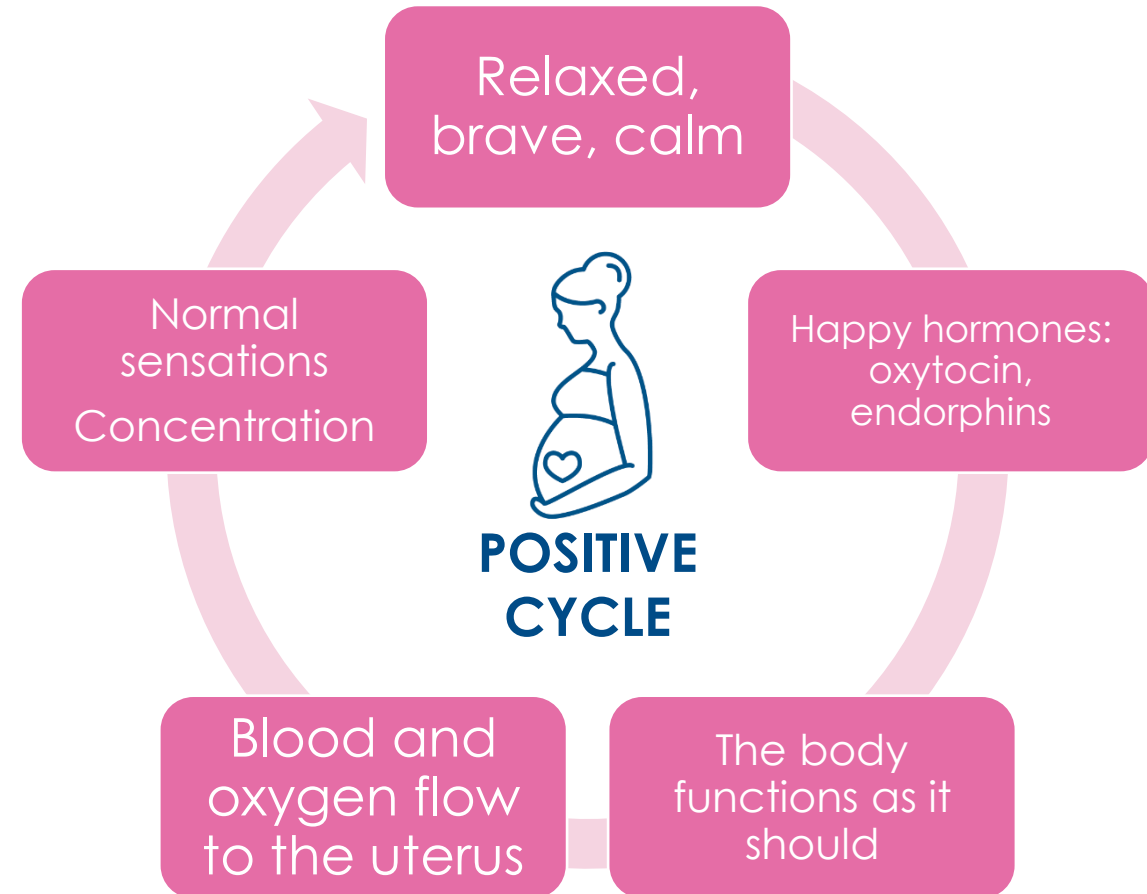 Relaxed,
brave, calm
Happy hormones:
oxytocin,
endorphins
The body
functions as it
should
Blood and
oxygen flow
to the uterus
Normal
sensations
Concentration
POSITIVE
CYCLE